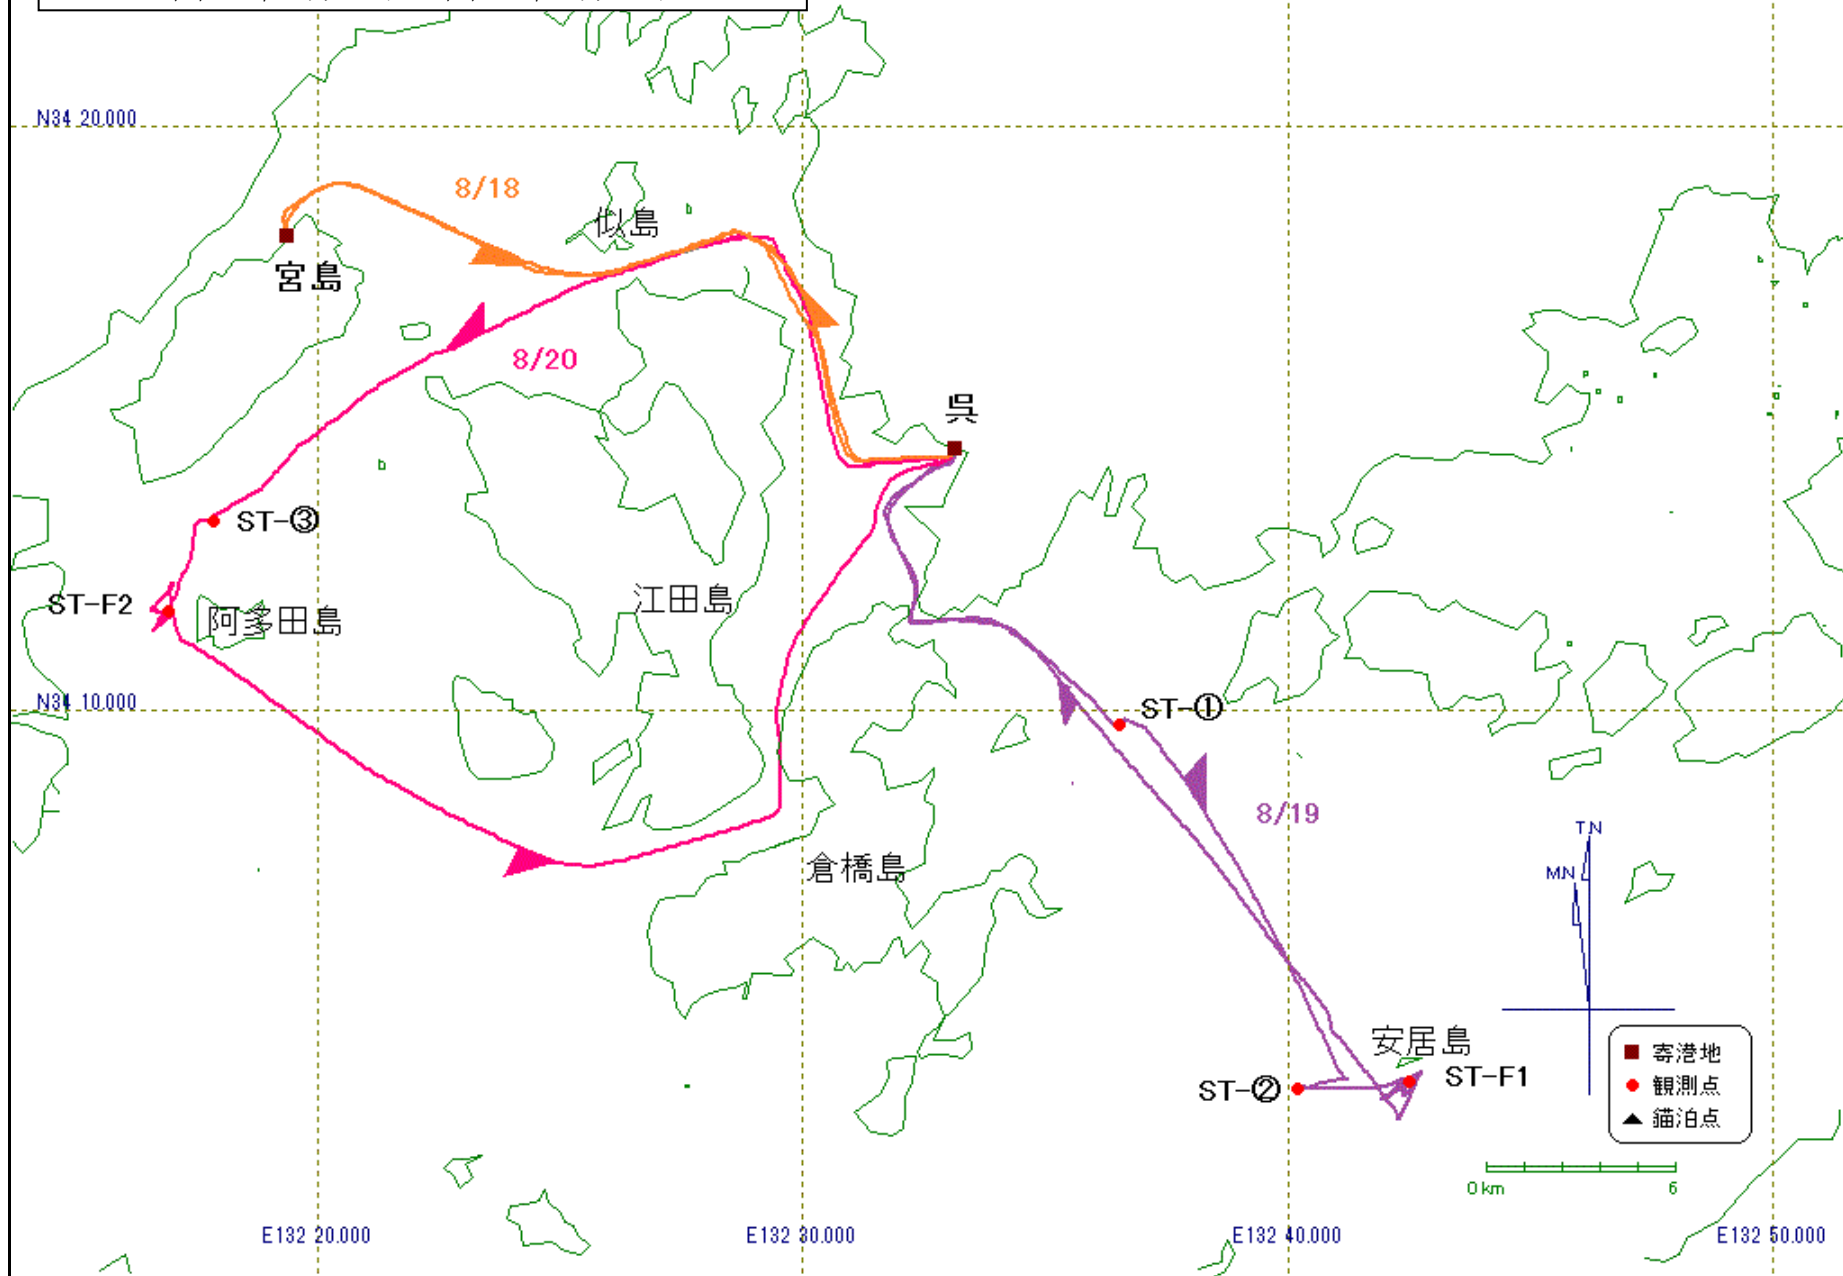 N34 20.000
8/18
似島
宮島
8/20
呉
ST-③
ST-F2
阿多田島
江田島
N34 10.000
ST-①
8/19
T.N
M.N
倉橋島
安居島
ST-②
ST-F1
寄港地
観測点
錨泊点
0 km
6
E132 20.000
E132 30.000
E132 40.000
E132 50.000